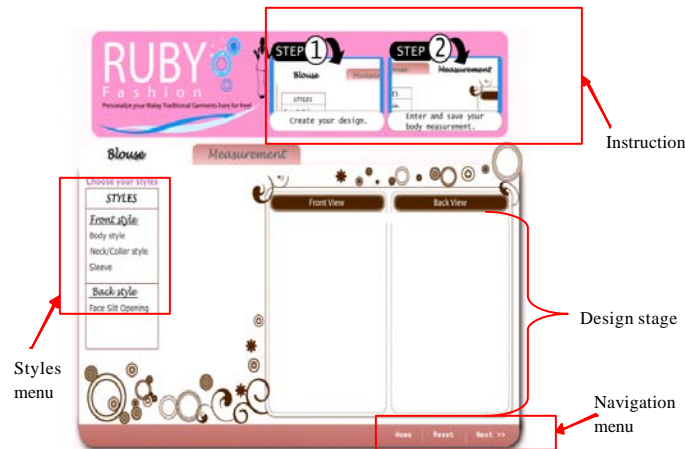 RUBY
Fashion
Personalize your Malay Traditional Garments here for free!
STEP 1
Blouse
STYLES
Create your design.
STEP 2
Measurement
Enter and save your
body measurement.
Instruction
Blouse
Measurement
Choose your styles
STYLES
Front style
Body style
Neck/Coller style
Sleeve
Back style
Face Slit Opening
Front View
Back View
Design stage
Styles
menu
Navigation
menu
Home
Reset
Next >>